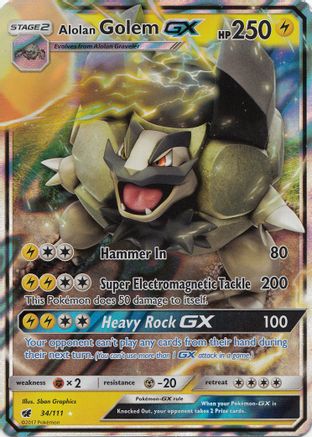 STAGE 2
Alolan Golem GX
HP 250
Evolves from Alolan Graveler
Hammer In 80
Super Electromagnetic Tackle 200
This Pokémon does 50 damage to itself.
Heavy Rock GX 100
Your opponent can't play any cards from their hand during
their next turn. (You can't use more than 1 GX attack in a game.)
weakness × 2
resistance -20
retreat
Illus. 5ban Graphics
34/111
©2017 Pokémon
Pokémon-GX rule
When your Pokémon-GX is
Knocked Out, your opponent takes 2 Prize cards.